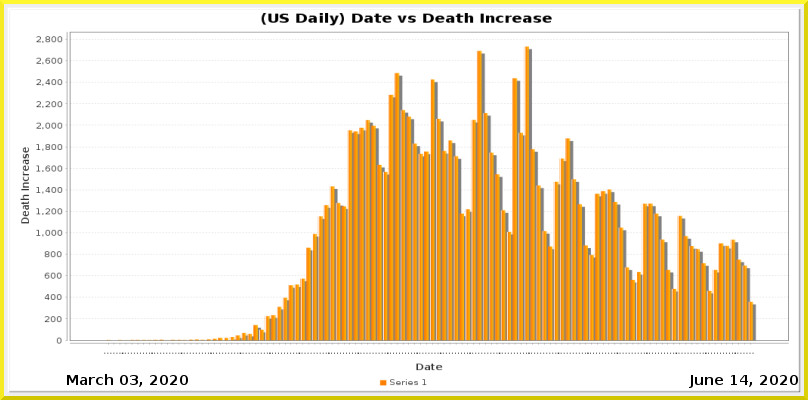 (US Daily) Date vs Death Increase
2,800
2,600
2,400
2,200
2,000
1,800
1,600
1,400
1,200
1,000
800
600
400
200
0
Death Increase
Date
March 03, 2020
Series 1
June 14, 2020